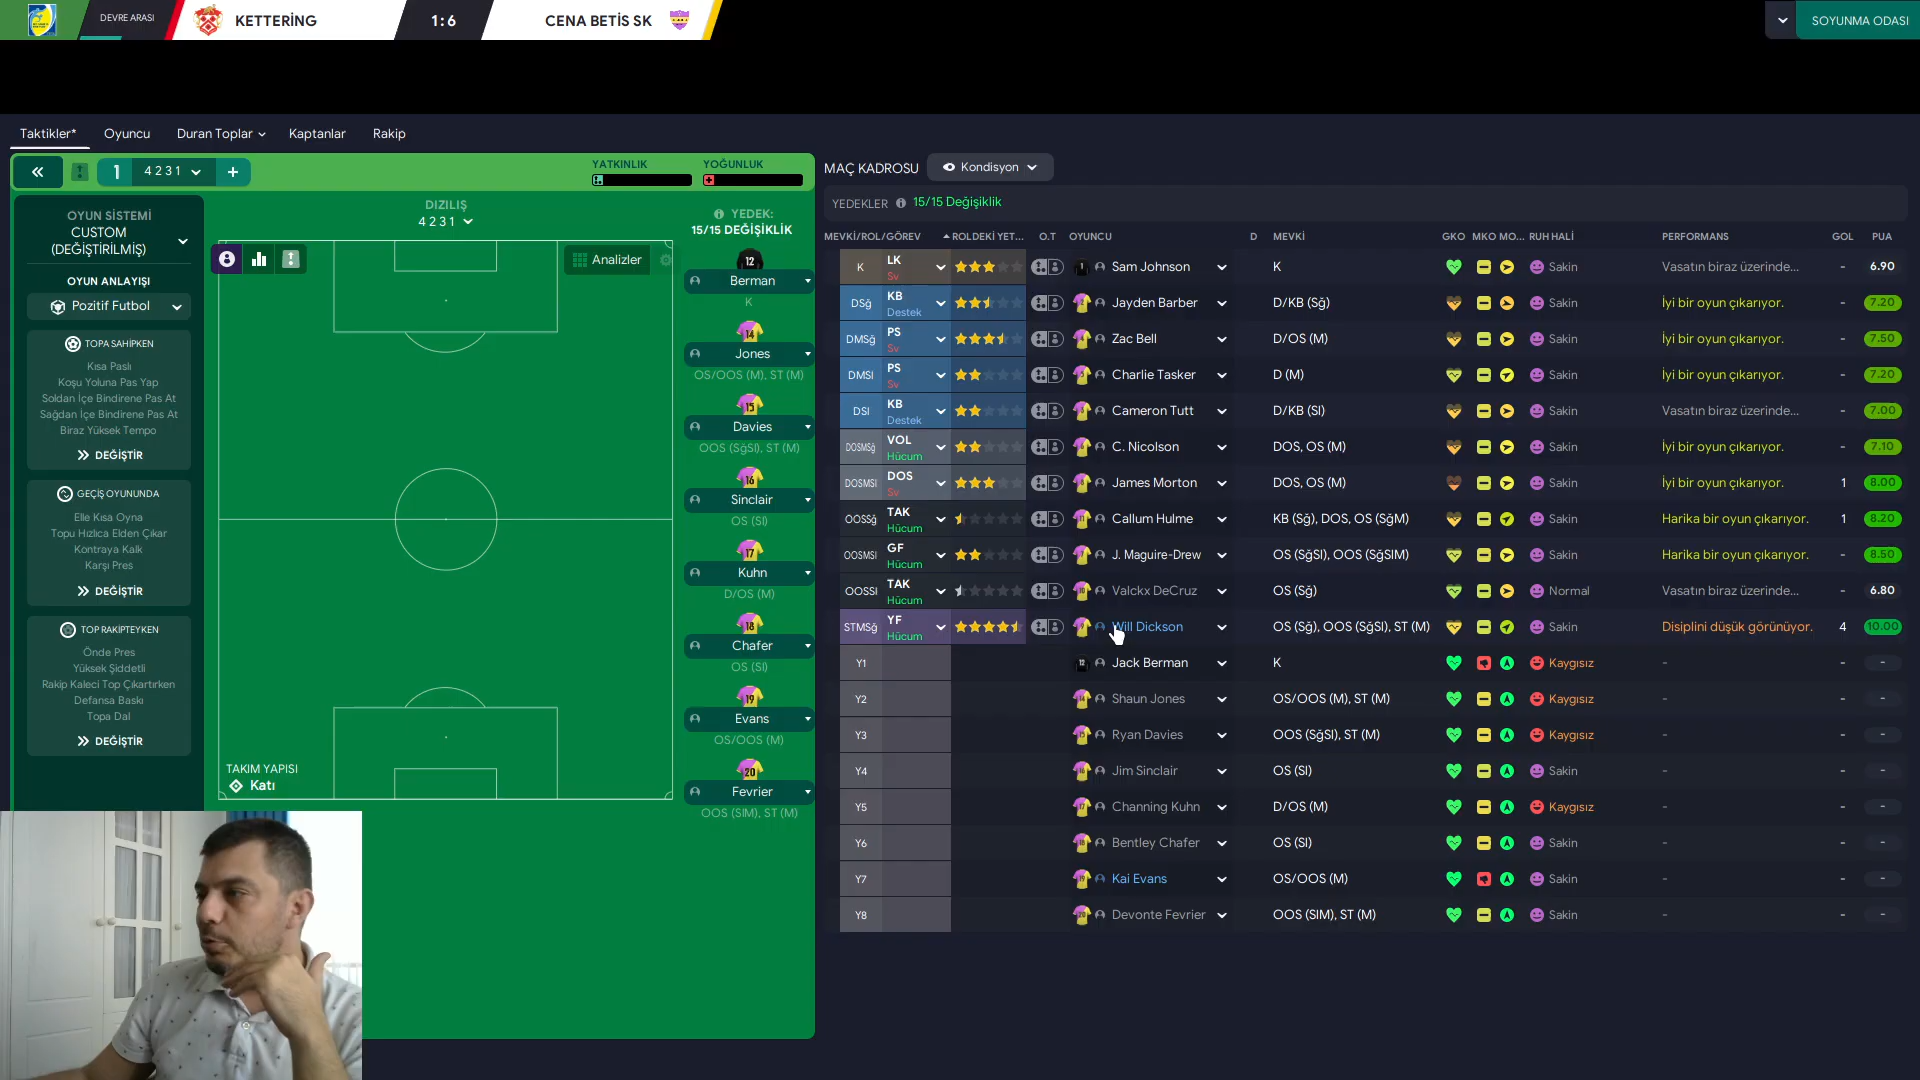 DEVRE ARASI
KETTERING
1:6
CENA BETİS SK
SOYUNMA ODASI
Taktikler*
Oyuncu
Duran Toplar
Kaptanlar
Rakip
1
4 2 3 1
+
YATKINLIK
YOĞUNLUK
OYUN SİSTEMİ
CUSTOM
(DEĞİŞTİRİLMİŞ)
OYUN ANLAYIŞI
Pozitif Futbol
TOPA SAHİPKEN
Kısa Paslı
Koşu Yoluna Pas Yap
Soldan İçe Bindirene Pas At
Sağdan İçe Bindirene Pas At
Biraz Yüksek Tempo
DEĞİŞTİR
GEÇİŞ OYUNUNDA
Elle Kısa Oyna
Topu Hızlıca Elden Çıkar
Kontraya Kalk
Karşı Pres
DEĞİŞTİR
TOP RAKİPTEYKEN
Önde Pres
Yüksek Şiddetli
Rakip Kaleci Top Çıkartırken
Defansa Baskı
Topa Dal
DEĞİŞTİR
DIZILIŞ
4 2 3 1
Analizler
TAKIM YAPISI
Katı
YEDEK:
15/15 DEĞİŞİKLİK
12
Berman
K
14
Jones
OS/OOS (M), ST (M)
15
Davies
OOS (SğSl), ST (M)
16
Sinclair
OS (Sl)
17
Kuhn
D/OS (M)
18
Chafer
OS (Sl)
19
Evans
OS/OOS (M)
20
Fevrier
OOS (SlM), ST (M)
MAÇ KADROSU
Kondisyon
YEDEKLER 15/15 Değişiklik
MEVKİ/ROL/GÖREV ROLDEKİ YET... O.T OYUNCU D MEVKİ GKO MKO MO... RUH HALİ PERFORMANS GOL PUA
K LK Sv Sam Johnson K Sakin Vasatın biraz üzerinde... - 6.90
DSğ KB Destek Jayden Barber D/KB (Sğ) Sakin İyi bir oyun çıkarıyor. - 7.20
DMSğ PS Sv Zac Bell D/OS (M) Sakin İyi bir oyun çıkarıyor. - 7.50
DMSl PS Sv Charlie Tasker D (M) Sakin İyi bir oyun çıkarıyor. - 7.20
DSl KB Destek Cameron Tutt D/KB (Sl) Sakin Vasatın biraz üzerinde... - 7.00
DOSMSğ VOL Hücum C. Nicolson DOS, OS (M) Sakin İyi bir oyun çıkarıyor. - 7.10
DOSMSl DOS Sv James Morton DOS, OS (M) Sakin İyi bir oyun çıkarıyor. 1 8.00
OOSSğ TAK Hücum Callum Hulme KB (Sğ), DOS, OS (SğM) Sakin Harika bir oyun çıkarıyor. 1 8.20
OOSMSl GF Hücum J. Maguire-Drew OS (SğSl), OOS (SğSlM) Sakin Harika bir oyun çıkarıyor. - 8.50
OOSSl TAK Hücum Valckx DeCruz OS (Sğ) Normal Vasatın biraz üzerinde... - 6.80
STMSğ YF Hücum Will Dickson OS (Sğ), OOS (SğSl), ST (M) Sakin Disiplini düşük görünüyor. 4 10.00
Y1 Jack Berman K Kaygısız - - -
Y2 Shaun Jones OS/OOS (M), ST (M) Kaygısız - - -
Y3 Ryan Davies OOS (SğSl), ST (M) Kaygısız - - -
Y4 Jim Sinclair OS (Sl) Sakin - - -
Y5 Channing Kuhn D/OS (M) Kaygısız - - -
Y6 Bentley Chafer OS (Sl) Sakin - - -
Y7 Kai Evans OS/OOS (M) Sakin - - -
Y8 Devonte Fevrier OOS (SlM), ST (M) Sakin - - -